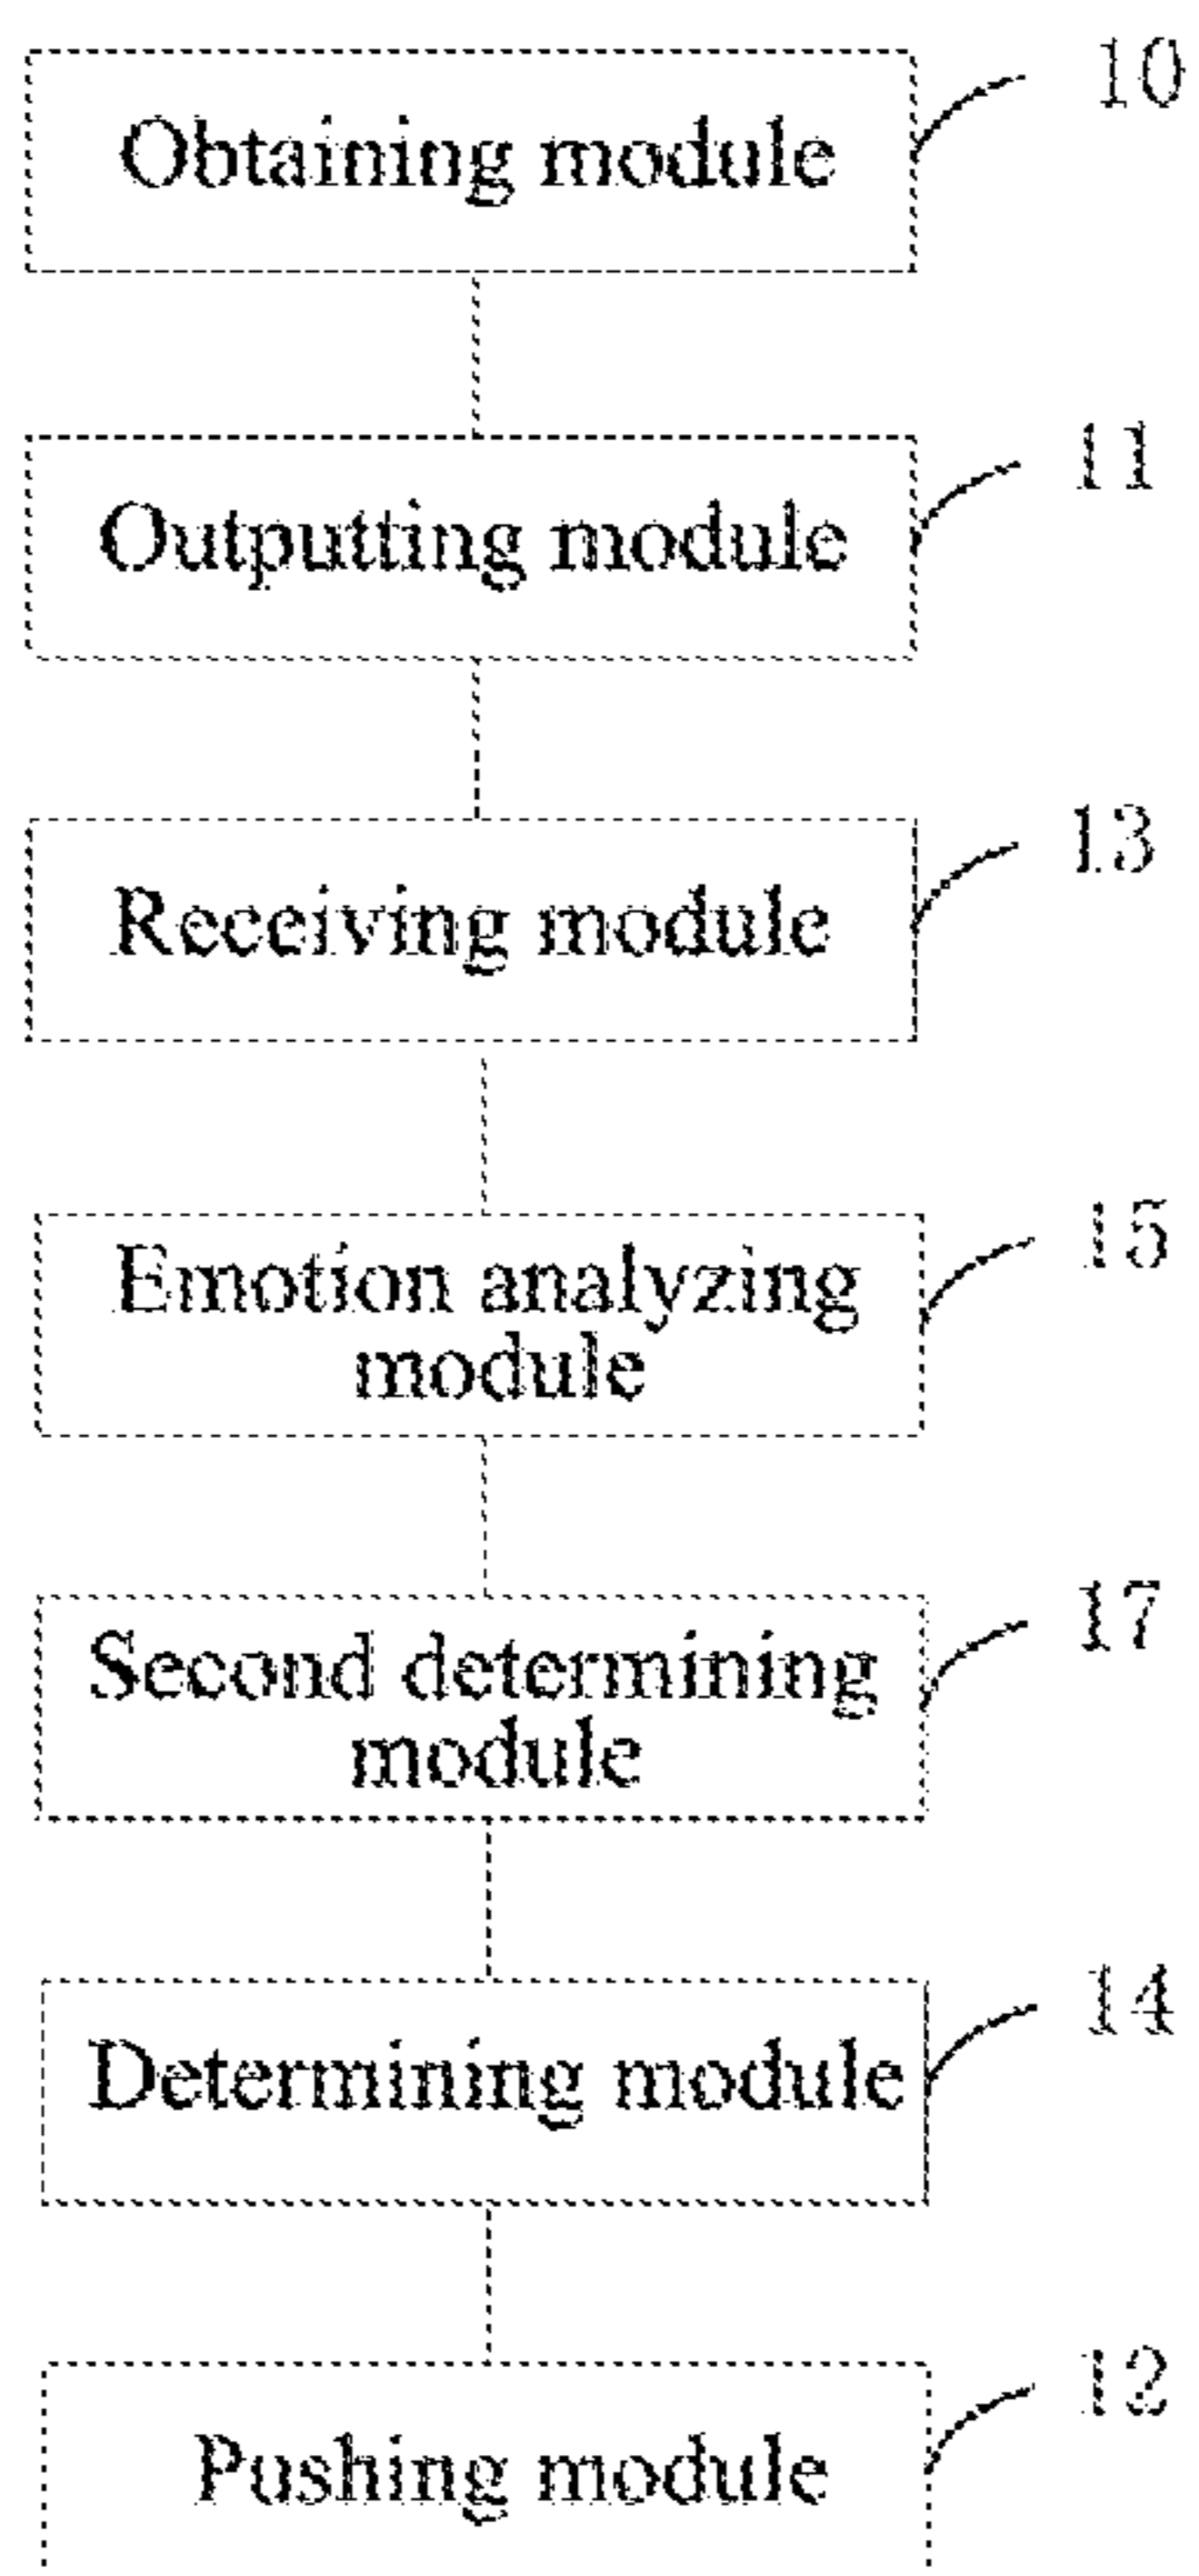 10
Obtaining module
11
Outputting module
13
Receiving module
15
Emotion analyzing
module
17
Second determining
module
14
Determining module
12
Pushing module